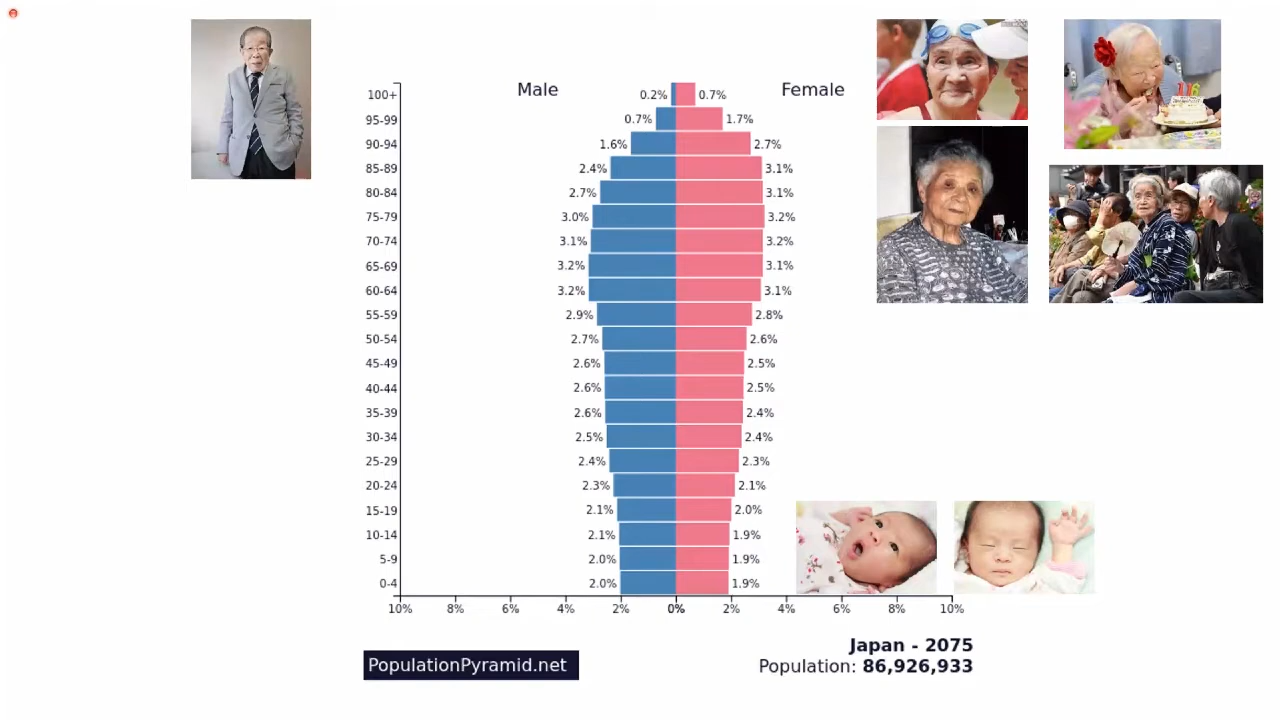 Male
Female
100+ 0.2% 0.7%
95-99 0.7% 1.7%
90-94 1.6% 2.7%
85-89 2.4% 3.1%
80-84 2.7% 3.1%
75-79 3.0% 3.2%
70-74 3.1% 3.2%
65-69 3.2% 3.1%
60-64 3.2% 3.1%
55-59 2.9% 2.8%
50-54 2.7% 2.6%
45-49 2.6% 2.5%
40-44 2.6% 2.5%
35-39 2.6% 2.4%
30-34 2.5% 2.4%
25-29 2.4% 2.3%
20-24 2.3% 2.1%
15-19 2.1% 2.0%
10-14 2.1% 1.9%
5-9 2.0% 1.9%
0-4 2.0% 1.9%
10% 8% 6% 4% 2% 0% 2% 4% 6% 8% 10%
PopulationPyramid.net
Japan - 2075
Population: 86,926,933
116